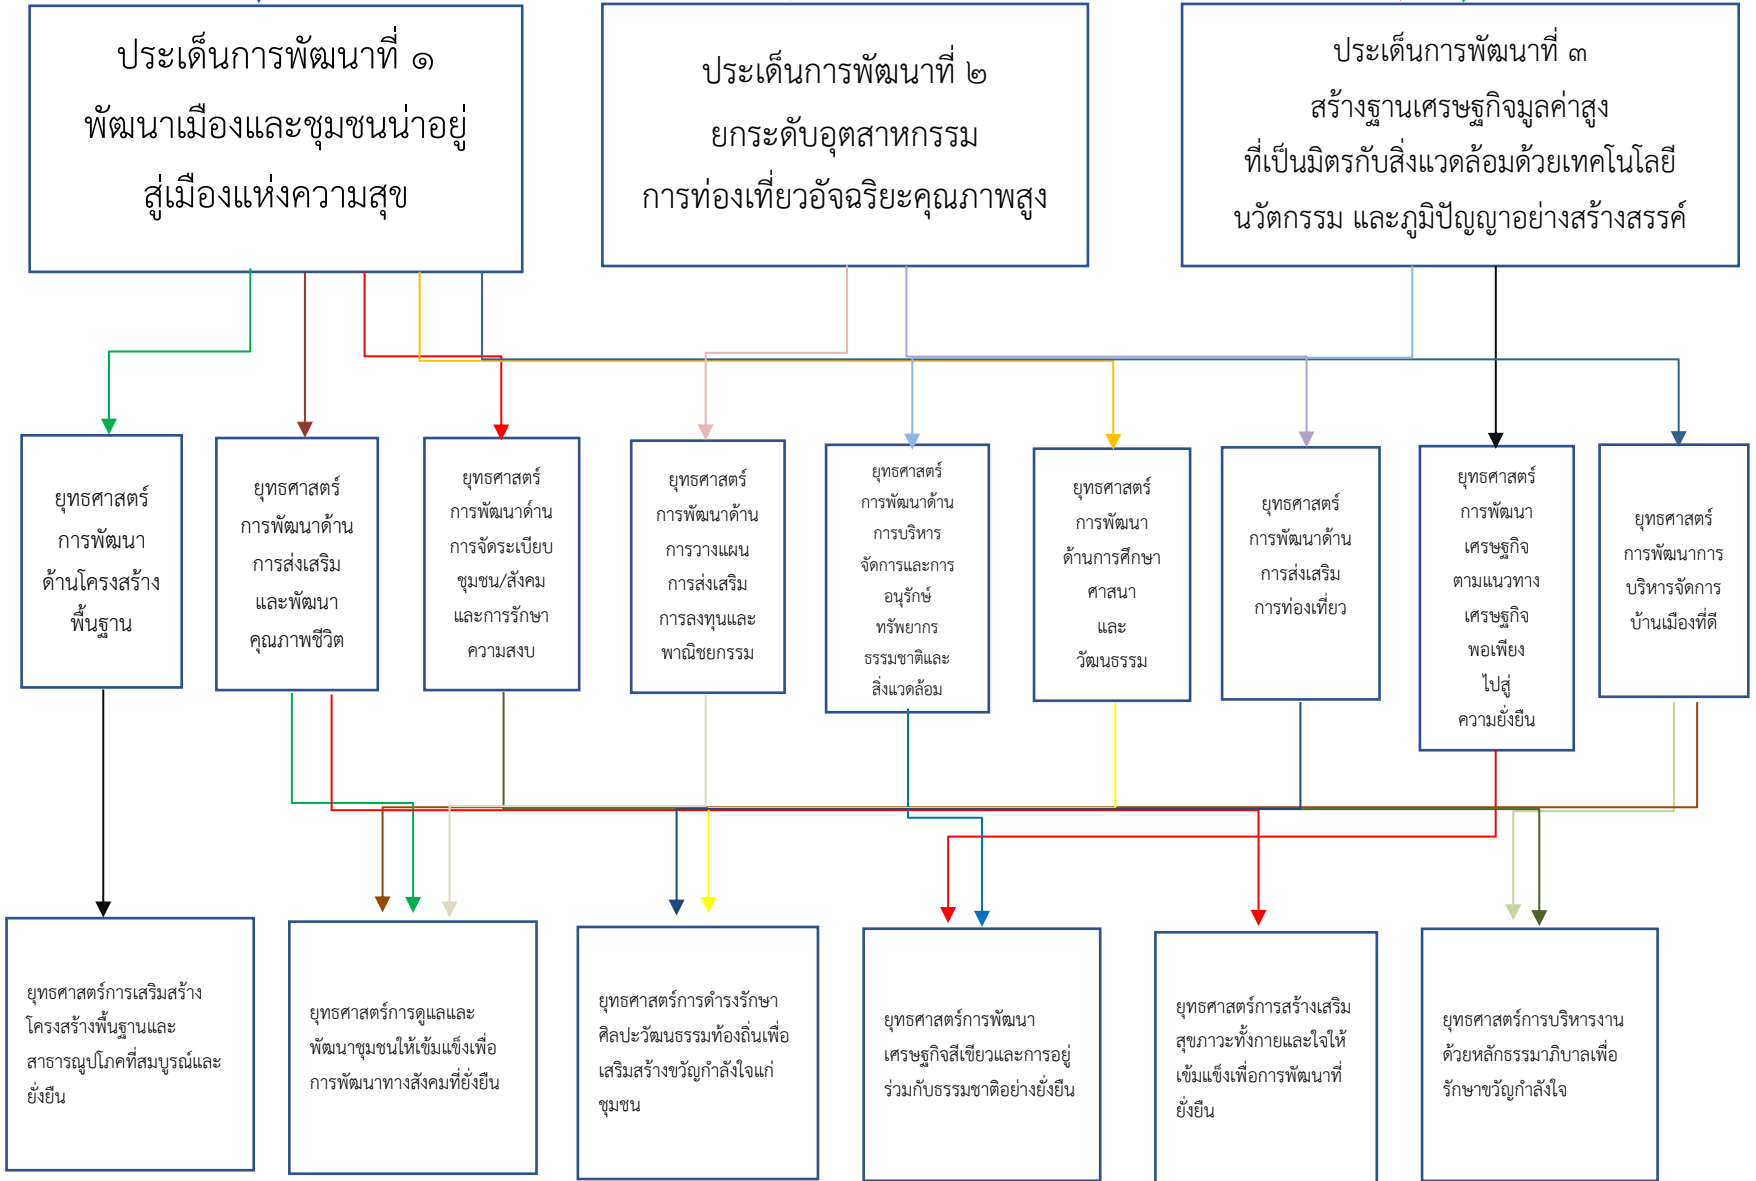 ประเด็นการพัฒนาที่ ๑
พัฒนาเมืองและชุมชนน่าอยู่
สู่เมืองแห่งความสุข
ประเด็นการพัฒนาที่ ๒
ยกระดับอุตสาหกรรม
การท่องเที่ยวอัจฉริยะคุณภาพสูง
ประเด็นการพัฒนาที่ ๓
สร้างฐานเศรษฐกิจมูลค่าสูง
ที่เป็นมิตรกับสิ่งแวดล้อมด้วยเทคโนโลยี
นวัตกรรม และภูมิปัญญาอย่างสร้างสรรค์
ยุทธศาสตร์
การพัฒนา
ด้านโครงสร้าง
พื้นฐาน
ยุทธศาสตร์
การพัฒนาด้าน
การส่งเสริม
และพัฒนา
คุณภาพชีวิต
ยุทธศาสตร์
การพัฒนาด้าน
การจัดระเบียบ
ชุมชน/สังคม
และการรักษา
ความสงบ
ยุทธศาสตร์
การพัฒนาด้าน
การวางแผน
การส่งเสริม
การลงทุนและ
พาณิชยกรรม
ยุทธศาสตร์
การพัฒนาด้าน
การบริหาร
จัดการและการ
อนุรักษ์
ทรัพยากร
ธรรมชาติและ
สิ่งแวดล้อม
ยุทธศาสตร์
การพัฒนา
ด้านการศึกษา
ศาสนา
และ
วัฒนธรรม
ยุทธศาสตร์
การพัฒนาด้าน
การส่งเสริม
การท่องเที่ยว
ยุทธศาสตร์
การพัฒนา
เศรษฐกิจ
ตามแนวทาง
เศรษฐกิจ
พอเพียง
ไปสู่
ความยั่งยืน
ยุทธศาสตร์
การพัฒนาการ
บริหารจัดการ
บ้านเมืองที่ดี
ยุทธศาสตร์การเสริมสร้าง
โครงสร้างพื้นฐานและ
สาธารณูปโภคที่สมบูรณ์และ
ยั่งยืน
ยุทธศาสตร์การดูแลและ
พัฒนาชุมชนให้เข้มแข็งเพื่อ
การพัฒนาทางสังคมที่ยั่งยืน
ยุทธศาสตร์การดำรงรักษา
ศิลปะวัฒนธรรมท้องถิ่นเพื่อ
เสริมสร้างขวัญกำลังใจแก่
ชุมชน
ยุทธศาสตร์การพัฒนา
เศรษฐกิจสีเขียวและการอยู่
ร่วมกับธรรมชาติอย่างยั่งยืน
ยุทธศาสตร์การสร้างเสริม
สุขภาวะทั้งกายและใจให้
เข้มแข็งเพื่อการพัฒนาที่
ยั่งยืน
ยุทธศาสตร์การบริหารงาน
ด้วยหลักธรรมาภิบาลเพื่อ
รักษาขวัญกำลังใจ